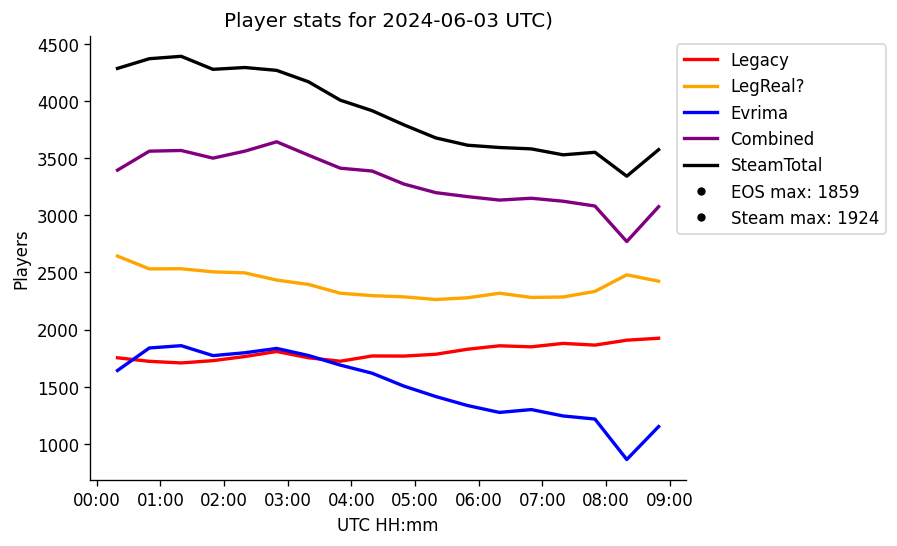 Player stats for 2024-06-03 UTC)
4500
4000
3500
3000
2500
2000
1500
1000
Players
00:00 01:00 02:00 03:00 04:00 05:00 06:00 07:00 08:00 09:00
UTC HH:mm
Legacy
LegReal?
Evrima
Combined
SteamTotal
EOS max: 1859
Steam max: 1924